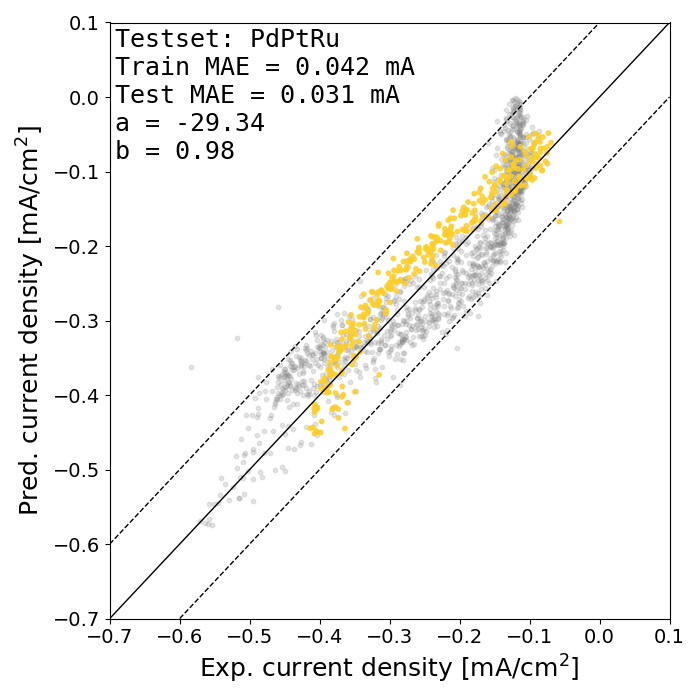 Testset: PdPtRu
Train MAE = 0.042 mA
Test MAE = 0.031 mA
a = -29.34
b = 0.98
0.1
0.0
−0.1
−0.2
−0.3
−0.4
−0.5
−0.6
−0.7
Pred. current density [mA/cm²]
−0.7 −0.6 −0.5 −0.4 −0.3 −0.2 −0.1 0.0 0.1
Exp. current density [mA/cm²]